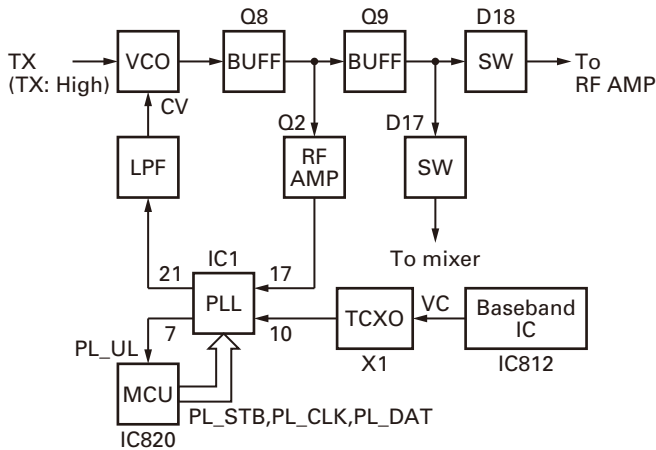 Q8
Q9
D18
TX
(TX: High)
VCO
BUFF
BUFF
SW
To
RF AMP
CV
Q2
D17
LPF
RF
AMP
SW
To mixer
IC1
21
17
PLL
7
10
TCXO
VC
Baseband
IC
X1
IC812
PL_UL
MCU
PL_STB,PL_CLK,PL_DAT
IC820